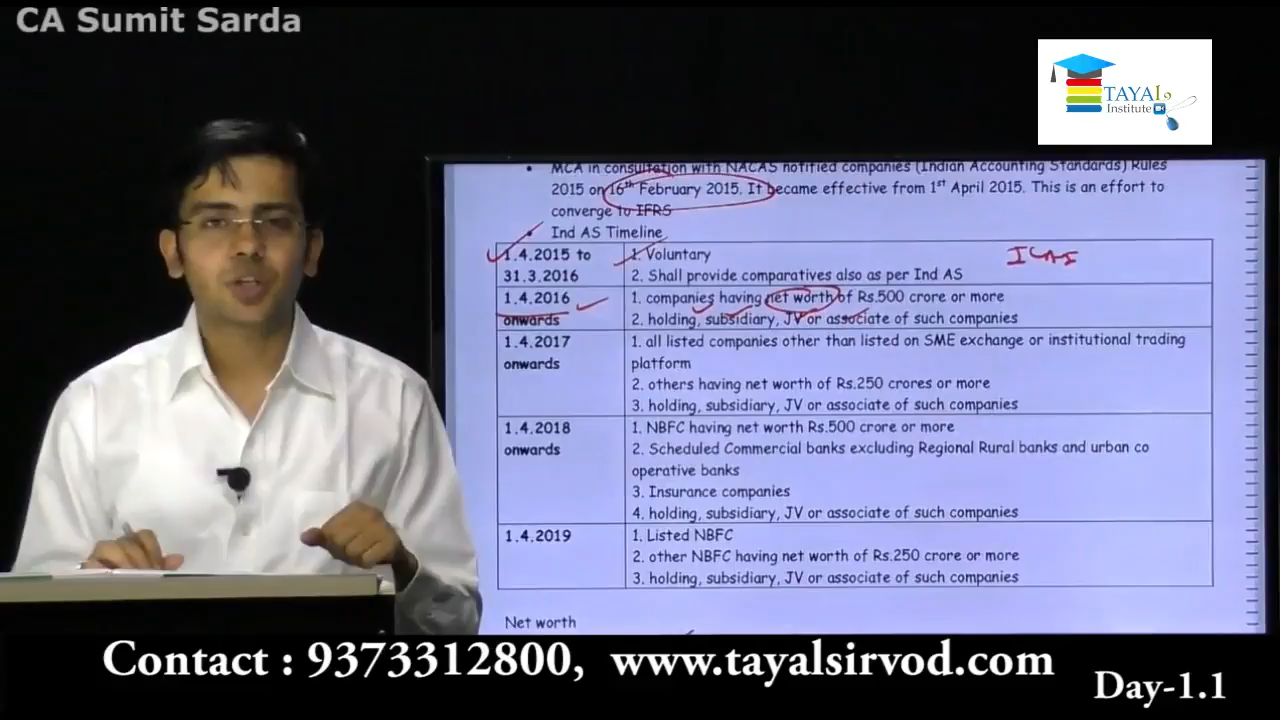 CA Sumit Sarda
TAYAls
Institute
• MCA in consultation with NACAS notified companies (Indian Accounting Standards) Rules
2015 on 16th February 2015. It became effective from 1st April 2015. This is an effort to
converge to IFRS
• Ind AS Timeline
1.4.2015 to
31.3.2016
1. Voluntary
2. Shall provide comparatives also as per Ind AS
1.4.2016
onwards
1. companies having net worth of Rs.500 crore or more
2. holding, subsidiary, JV or associate of such companies
1.4.2017
onwards
1. all listed companies other than listed on SME exchange or institutional trading
platform
2. others having net worth of Rs.250 crores or more
3. holding, subsidiary, JV or associate of such companies
1.4.2018
onwards
1. NBFC having net worth Rs.500 crore or more
2. Scheduled Commercial banks excluding Regional Rural banks and urban co
operative banks
3. Insurance companies
4. holding, subsidiary, JV or associate of such companies
1.4.2019
1. Listed NBFC
2. other NBFC having net worth of Rs.250 crore or more
3. holding, subsidiary, JV or associate of such companies
Net worth
Contact : 9373312800, www.tayalsirvod.com
Day-1.1